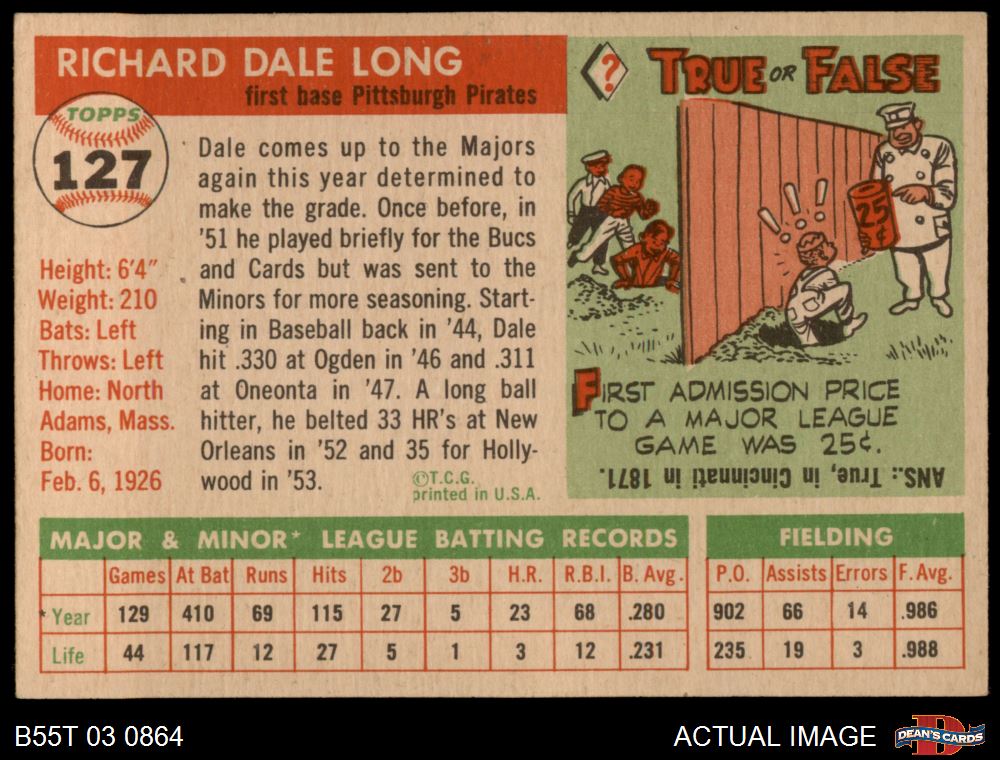 RICHARD DALE LONG
first base Pittsburgh Pirates
TOPPS
127
Height: 6'4"
Weight: 210
Bats: Left
Throws: Left
Home: North
Adams, Mass.
Born:
Feb. 6, 1926
Dale comes up to the Majors
again this year determined to
make the grade. Once before, in
'51 he played briefly for the Bucs
and Cards but was sent to the
Minors for more seasoning. Start-
ing in Baseball back in '44, Dale
hit .330 at Ogden in '46 and .311
at Oneonta in '47. A long ball
hitter, he belted 33 HR's at New
Orleans in '52 and 35 for Holly-
wood in '53.
©T.C.G.
printed in U.S.A.
?
TRUE OR FALSE
25
¢
FIRST ADMISSION PRICE
TO A MAJOR LEAGUE
GAME WAS 25¢.
ANS.: True, in Cincinnati in 1871.
MAJOR & MINOR* LEAGUE BATTING RECORDS
Games At Bat Runs Hits 2b 3b H.R. R.B.I. B. Avg.
* Year 129 410 69 115 27 5 23 68 .280
Life 44 117 12 27 5 1 3 12 .231
FIELDING
P.O. Assists Errors F. Avg.
902 66 14 .986
235 19 3 .988
B55T 03 0864
ACTUAL IMAGE
D
DEAN'S CARDS